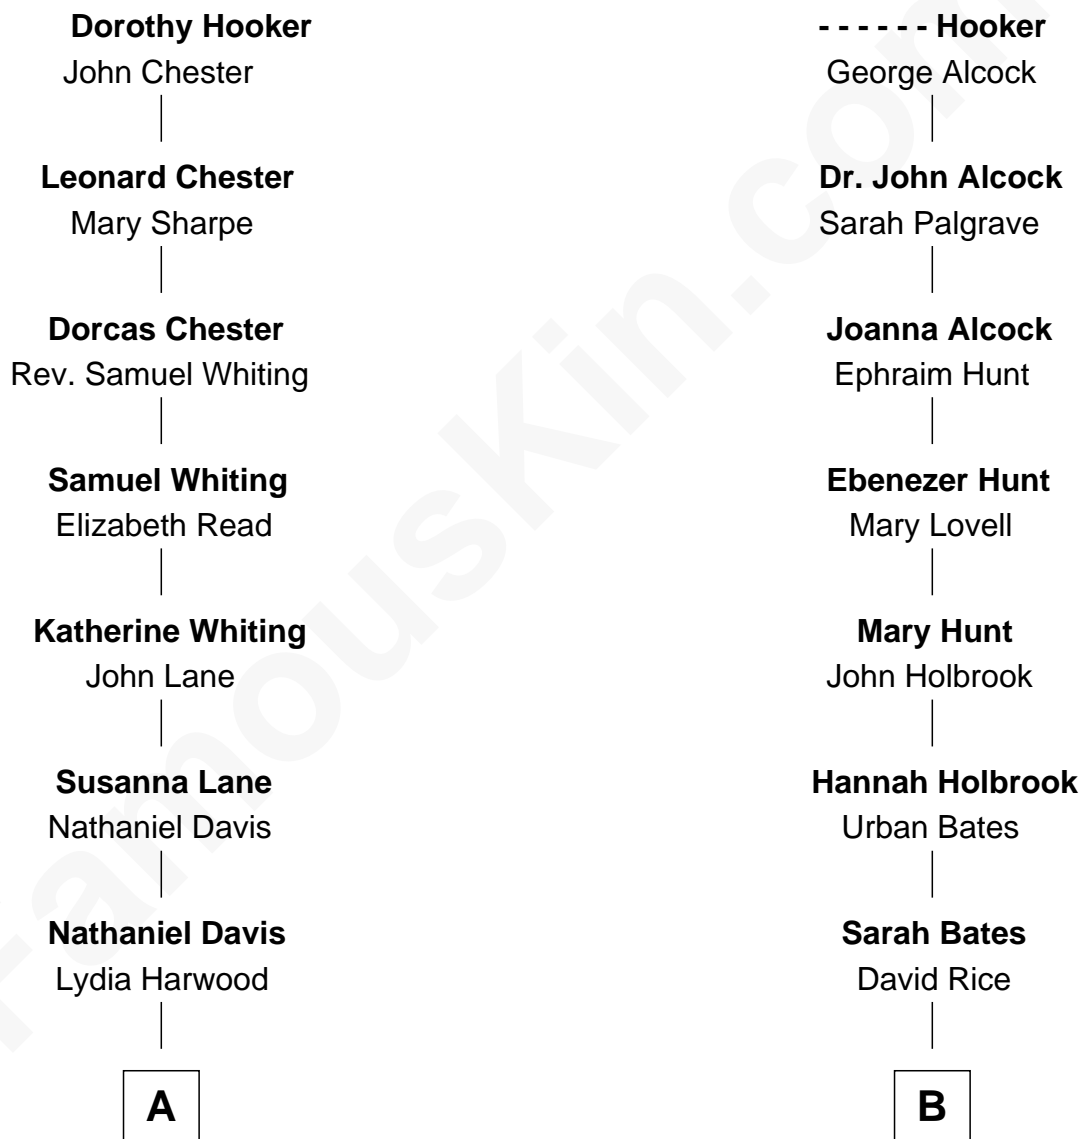 Dorothy Hooker
John Chester
Leonard Chester
Mary Sharpe
Dorcas Chester
Rev. Samuel Whiting
Samuel Whiting
Elizabeth Read
Katherine Whiting
John Lane
Susanna Lane
Nathaniel Davis
Nathaniel Davis
Lydia Harwood
A
- - - - - - Hooker
George Alcock
Dr. John Alcock
Sarah Palgrave
Joanna Alcock
Ephraim Hunt
Ebenezer Hunt
Mary Lovell
Mary Hunt
John Holbrook
Hannah Holbrook
Urban Bates
Sarah Bates
David Rice
B
FamousKin.com